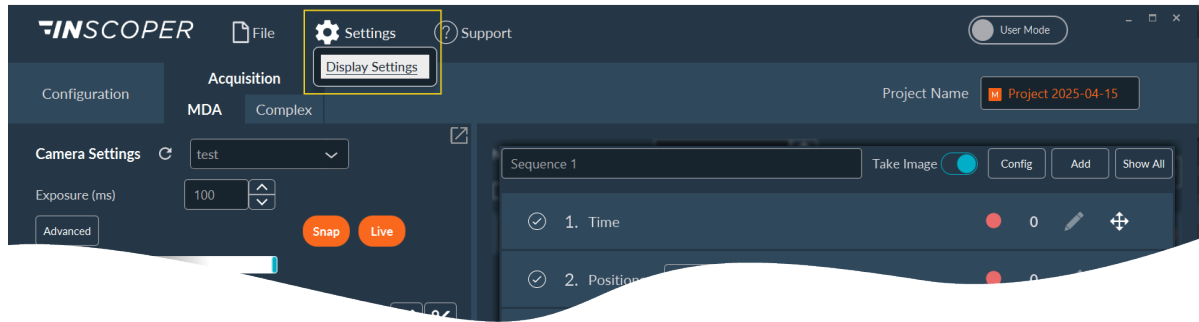 INSCOPER
File
Settings
? Support
User Mode
Display Settings
Configuration
Acquisition
MDA
Complex
Project Name
M Project 2025-04-15
Camera Settings
test
Exposure (ms)
100
Advanced
Snap
Live
Sequence 1
Take Image
Config
Add
Show All
1. Time
0
2. Position
0